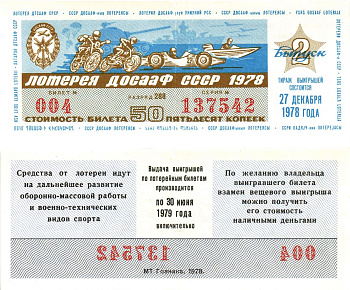 ЛОТЕРЕЯ ДОСААФ СССР 1978
БИЛЕТ № РАЗРЯД 288 СЕРИЯ №
004 137542
СТОИМОСТЬ БИЛЕТА 50 ПЯТЬДЕСЯТ КОПЕЕК
2
Выпуск
ТИРАЖ ВЫИГРЫШЕЙ
СОСТОИТСЯ
27 ДЕКАБРЯ
1978 ГОДА
Средства от лотереи идут
на дальнейшее развитие
оборонно-массовой работы
и военно-технических
видов спорта
Выдача выигрышей
по лотерейным билетам
производится
по 30 июня
1979 года
включительно
По желанию владельца
выигравшего билета
взамен вещевого выигрыша
можно получить
его стоимость
наличными деньгами
137542
004
МТ Гознака. 1978.